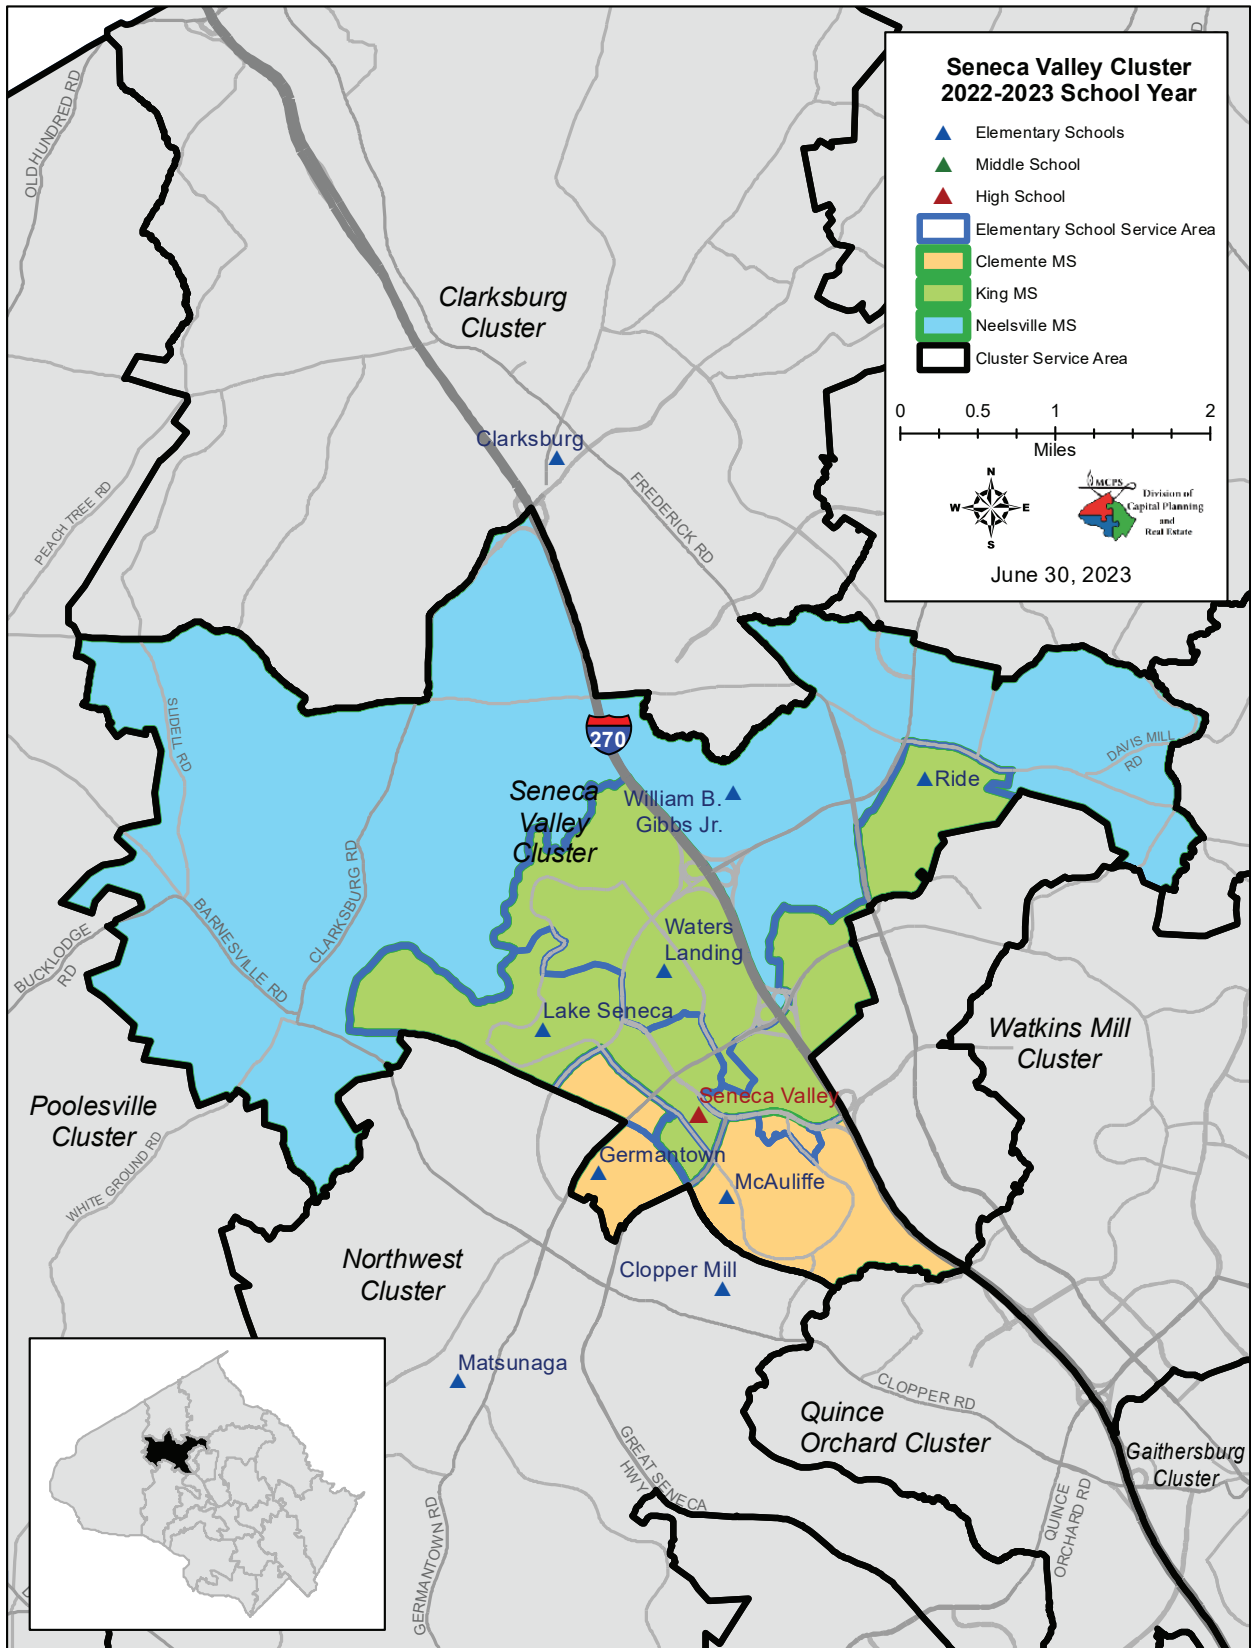 Seneca Valley Cluster
2022-2023 School Year
Elementary Schools
Middle School
High School
Elementary School Service Area
Clemente MS
King MS
Neelsville MS
Cluster Service Area
0 0.5 1 2
Miles
N
W E
S
MCPS
Division of
Capital Planning
and
Real Estate
June 30, 2023
OLD HUNDRED RD
D
Clarksburg
Cluster
Clarksburg
PEACH TREE RD
FREDERICK RD
SLIDELL RD
270
DAVIS MILL
RD
Ride
Seneca
Valley
Cluster
William B.
Gibbs Jr.
CLARKSBURG RD
BARNESVILLE RD
BUCKLODGE
RD
Waters
Landing
Lake Seneca
Watkins Mill
Cluster
Seneca Valley
Poolesville
Cluster
WHITE GROUND RD
Germantown
McAuliffe
Northwest
Cluster
Clopper Mill
Matsunaga
CLOPPER RD
Quince
Orchard Cluster
GREAT SENECA
HWY
Gaithersburg
Cluster
QUINCE
ORCHARD RD
GERMANTOWN RD